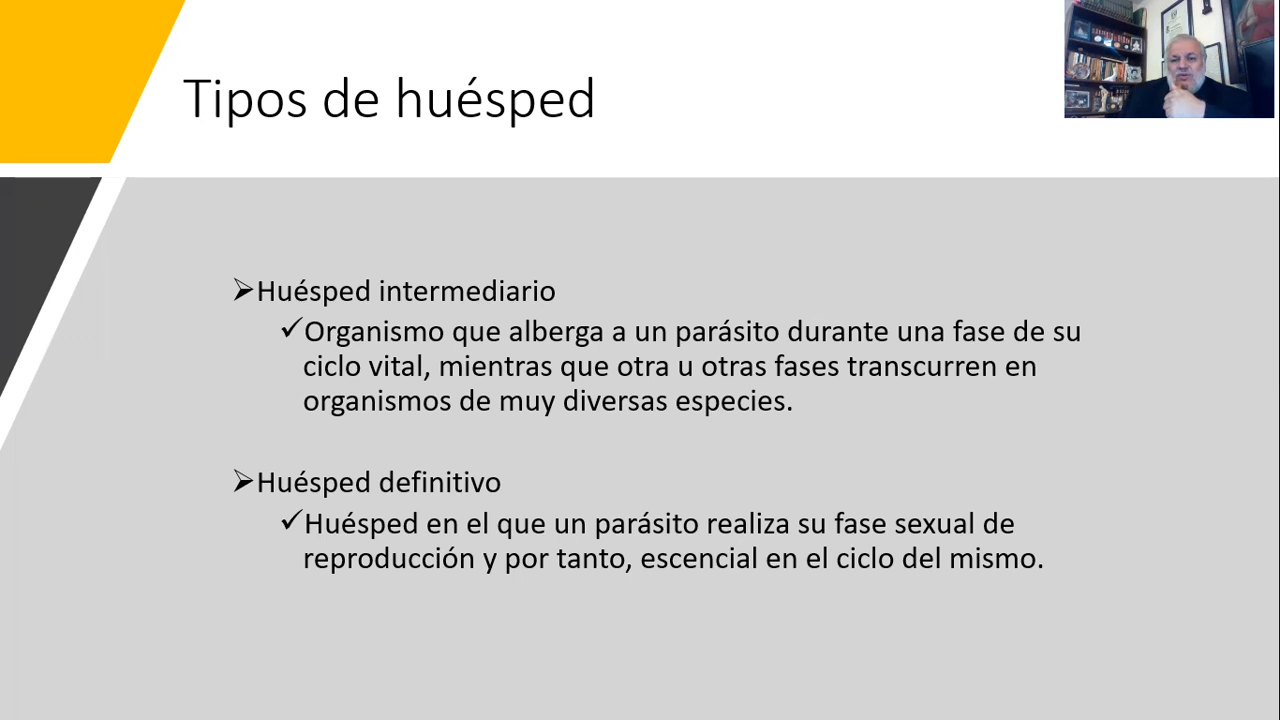 Tipos de huésped
Huésped intermediario
Organismo que alberga a un parásito durante una fase de su
ciclo vital, mientras que otra u otras fases transcurren en
organismos de muy diversas especies.
Huésped definitivo
Huésped en el que un parásito realiza su fase sexual de
reproducción y por tanto, escencial en el ciclo del mismo.